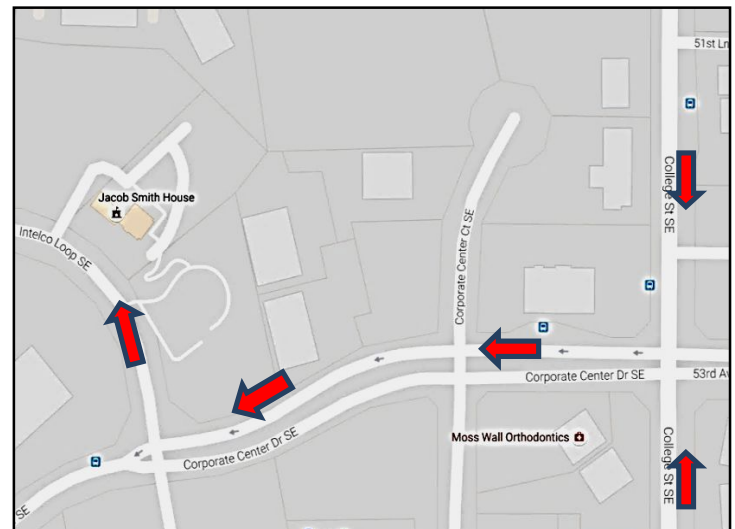 51st Ln
College St SE
Jacob Smith House
Intelco Loop SE
Corporate Center Ct SE
Corporate Center Dr SE
53rd A
Moss Wall Orthodontics
Corporate Center Dr SE
College St SE
SE